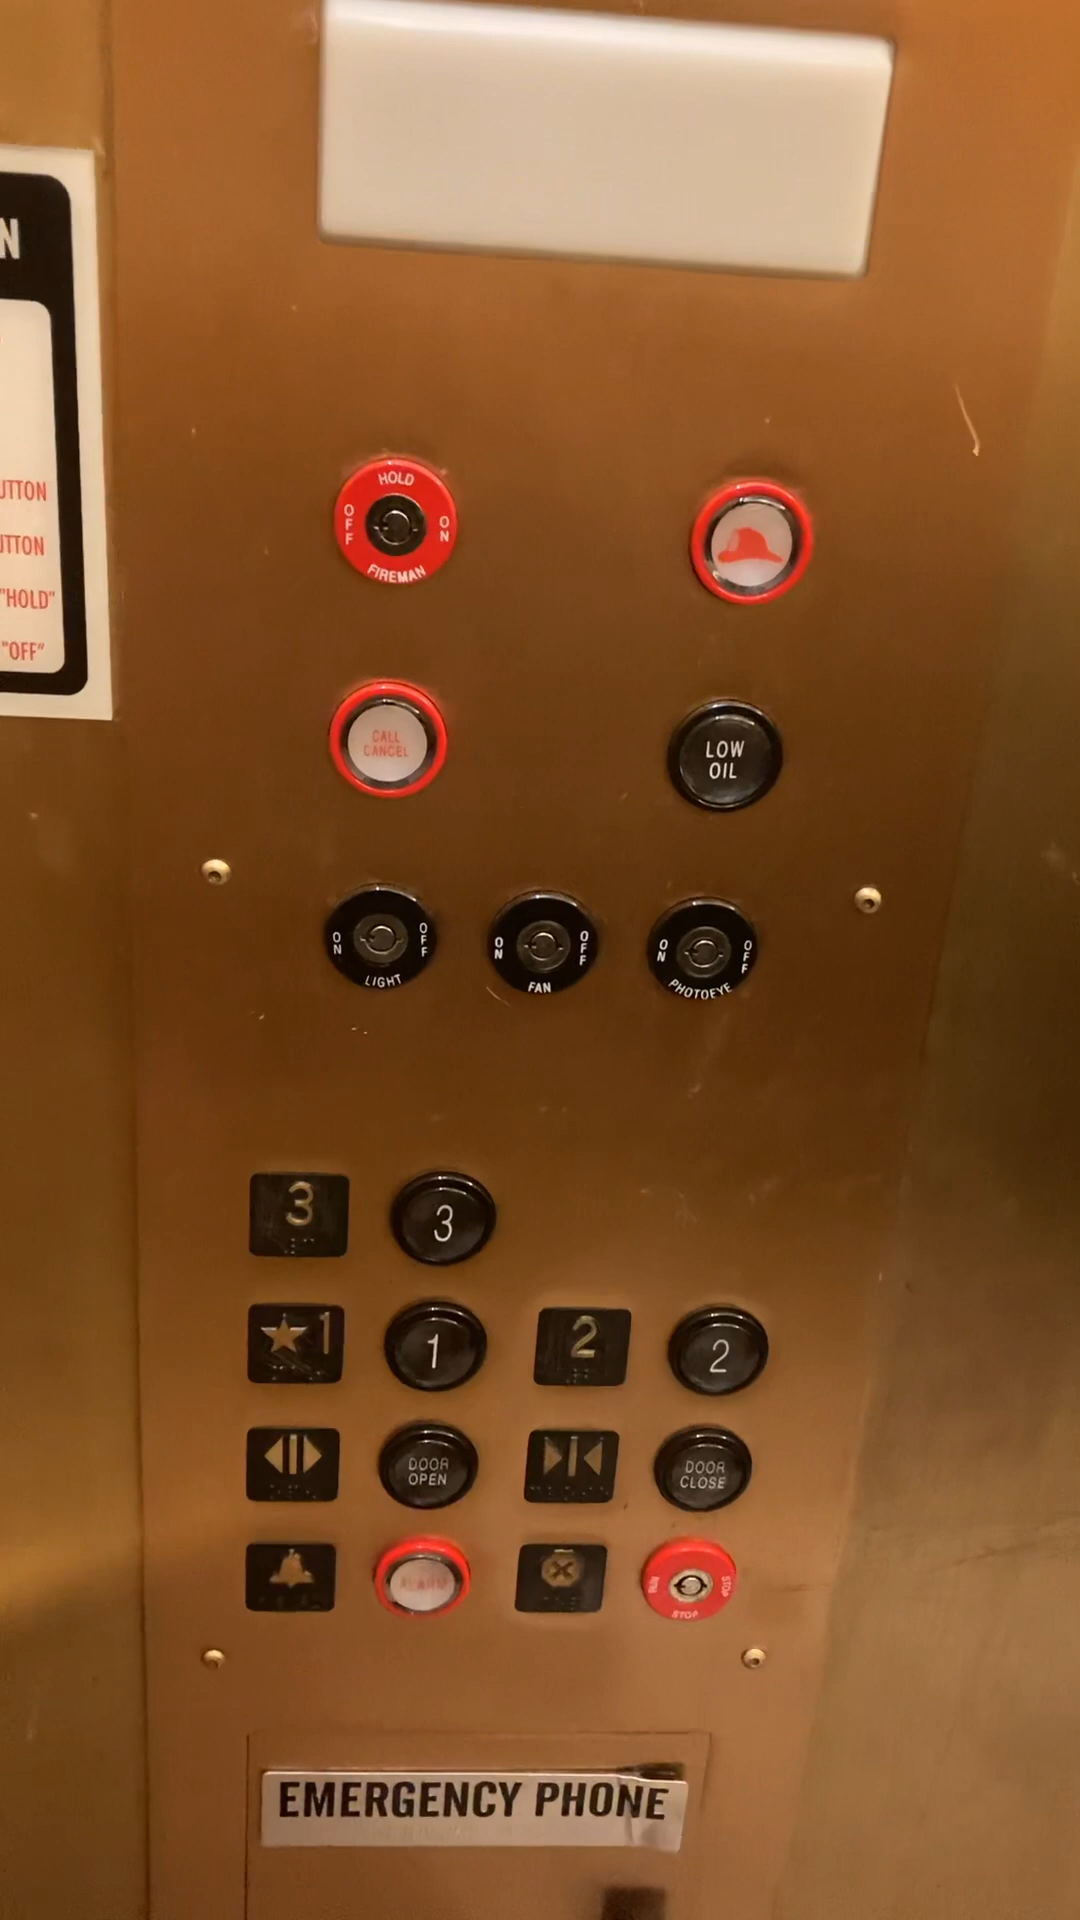 N
UTTON
UTTON
"HOLD"
"OFF"
HOLD
OFF
ON
FIREMAN
CALL
CANCEL
LOW
OIL
ON
OFF
LIGHT
ON
OFF
FAN
ON
OFF
PHOTOEYE
3
3
★1
1
2
2
DOOR
OPEN
DOOR
CLOSE
ALARM
RUN
STOP
STOP
EMERGENCY PHONE